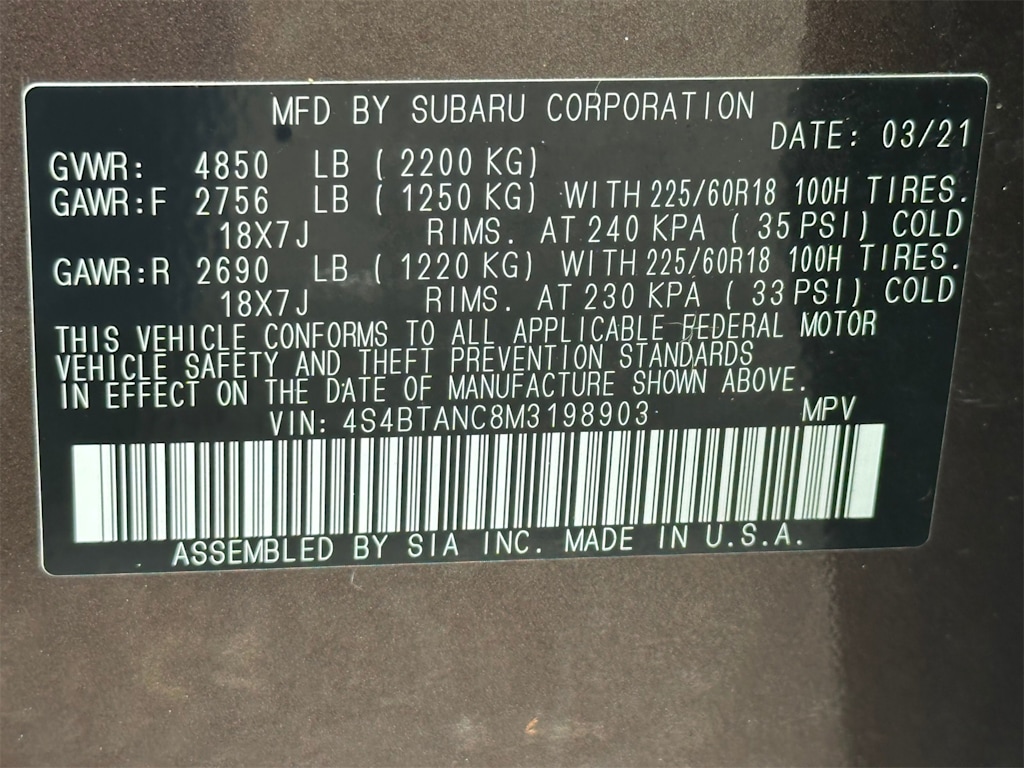 MFD BY SUBARU CORPORATION
DATE: 03/21
GVWR: 4850 LB ( 2200 KG)
GAWR:F 2756 LB ( 1250 KG) WITH 225/60R18 100H TIRES.
18X7J RIMS. AT 240 KPA ( 35 PSI) COLD
GAWR:R 2690 LB ( 1220 KG) WITH 225/60R18 100H TIRES.
18X7J RIMS. AT 230 KPA ( 33 PSI) COLD
THIS VEHICLE CONFORMS TO ALL APPLICABLE FEDERAL MOTOR
VEHICLE SAFETY AND THEFT PREVENTION STANDARDS
IN EFFECT ON THE DATE OF MANUFACTURE SHOWN ABOVE.
VIN: 4S4BTANC8M3198903 MPV
ASSEMBLED BY SIA INC. MADE IN U.S.A.